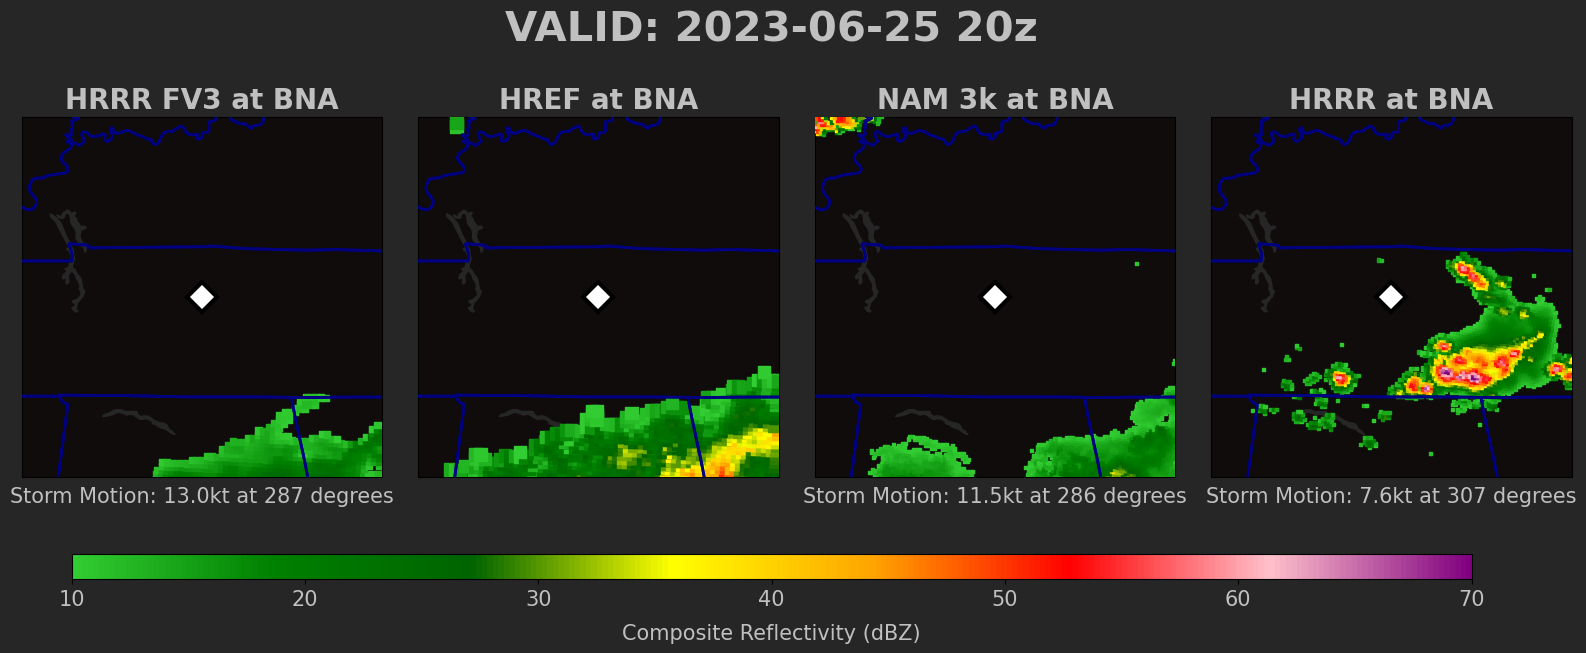 VALID: 2023-06-25 20z
HRRR FV3 at BNA
HREF at BNA
NAM 3k at BNA
HRRR at BNA
Storm Motion: 13.0kt at 287 degrees
Storm Motion: 11.5kt at 286 degrees
Storm Motion: 7.6kt at 307 degrees
10 20 30 40 50 60 70
Composite Reflectivity (dBZ)